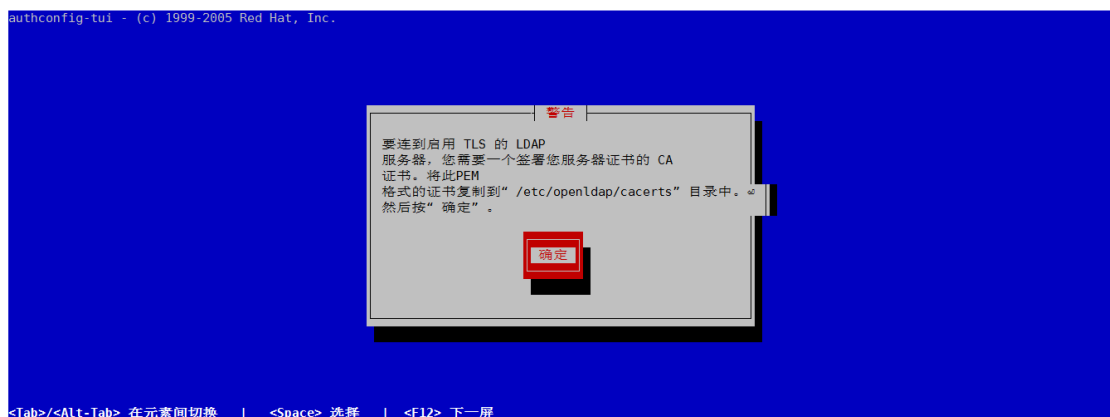 authconfig-tui - (c) 1999-2005 Red Hat, Inc.
警告
要连到启用 TLS 的 LDAP
服务器，您需要一个签署您服务器证书的 CA
证书。将此PEM
格式的证书复制到“ /etc/openldap/cacerts” 目录中。
然后按“ 确定” 。
确定
<Tab>/<Alt-Tab> 在元素间切换 | <Space> 选择 | <F12> 下一屏